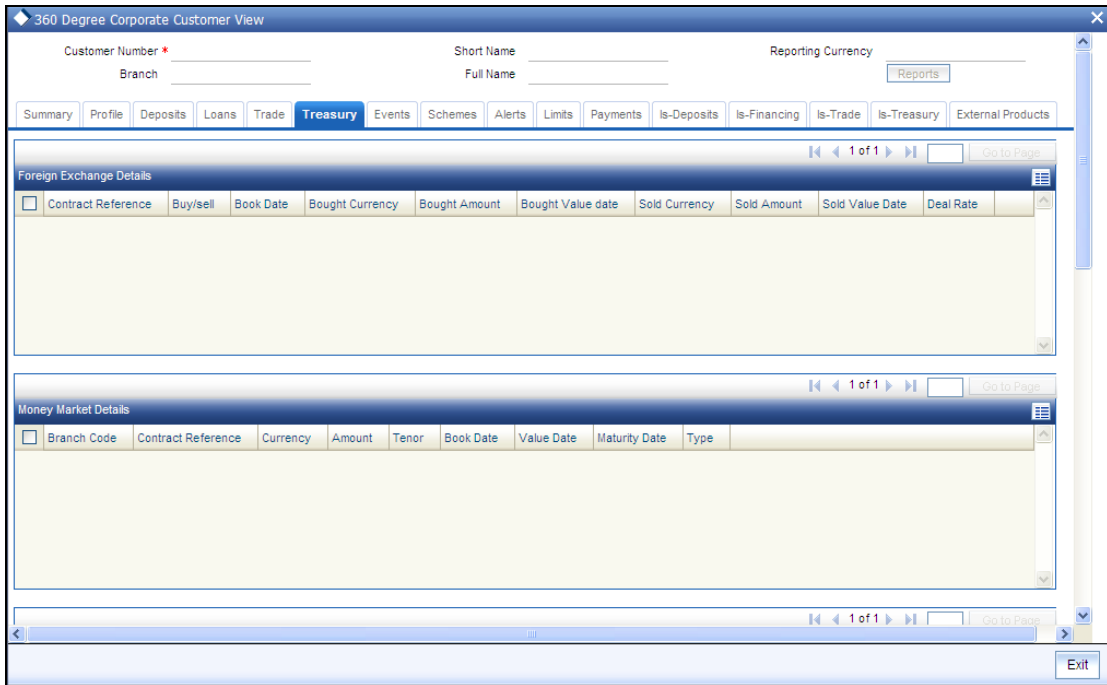 360 Degree Corporate Customer View
Customer Number * Short Name Reporting Currency
Branch Full Name Reports
Summary Profile Deposits Loans Trade Treasury Events Schemes Alerts Limits Payments Is-Deposits Is-Financing Is-Trade Is-Treasury External Products
1 of 1 Go to Page
Foreign Exchange Details
Contract Reference Buy/sell Book Date Bought Currency Bought Amount Bought Value date Sold Currency Sold Amount Sold Value Date Deal Rate
1 of 1 Go to Page
Money Market Details
Branch Code Contract Reference Currency Amount Tenor Book Date Value Date Maturity Date Type
1 of 1 Go to Page
Exit